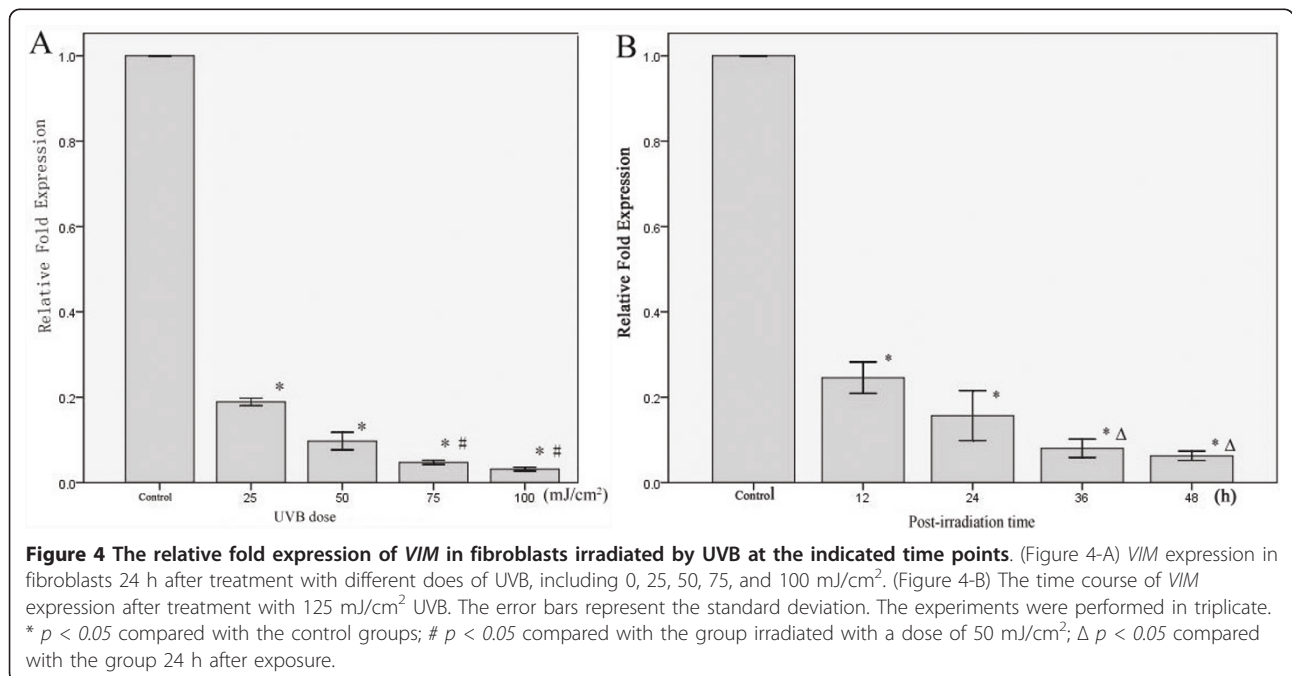 A
Relative Fold Expression
1.0
0.8
0.6
0.4
0.2
0.0
*
*
* #
* #
Control 25 50 75 100 (mJ/cm²)
UVB dose
B
Relative Fold Expression
1.0
0.8
0.6
0.4
0.2
0.0
*
*
* Δ
* Δ
Control 12 24 36 48 (h)
Post-irradiation time
Figure 4 The relative fold expression of VIM in fibroblasts irradiated by UVB at the indicated time points. (Figure 4-A) VIM expression in
fibroblasts 24 h after treatment with different does of UVB, including 0, 25, 50, 75, and 100 mJ/cm². (Figure 4-B) The time course of VIM
expression after treatment with 125 mJ/cm² UVB. The error bars represent the standard deviation. The experiments were performed in triplicate.
* p < 0.05 compared with the control groups; # p < 0.05 compared with the group irradiated with a dose of 50 mJ/cm²; Δ p < 0.05 compared
with the group 24 h after exposure.